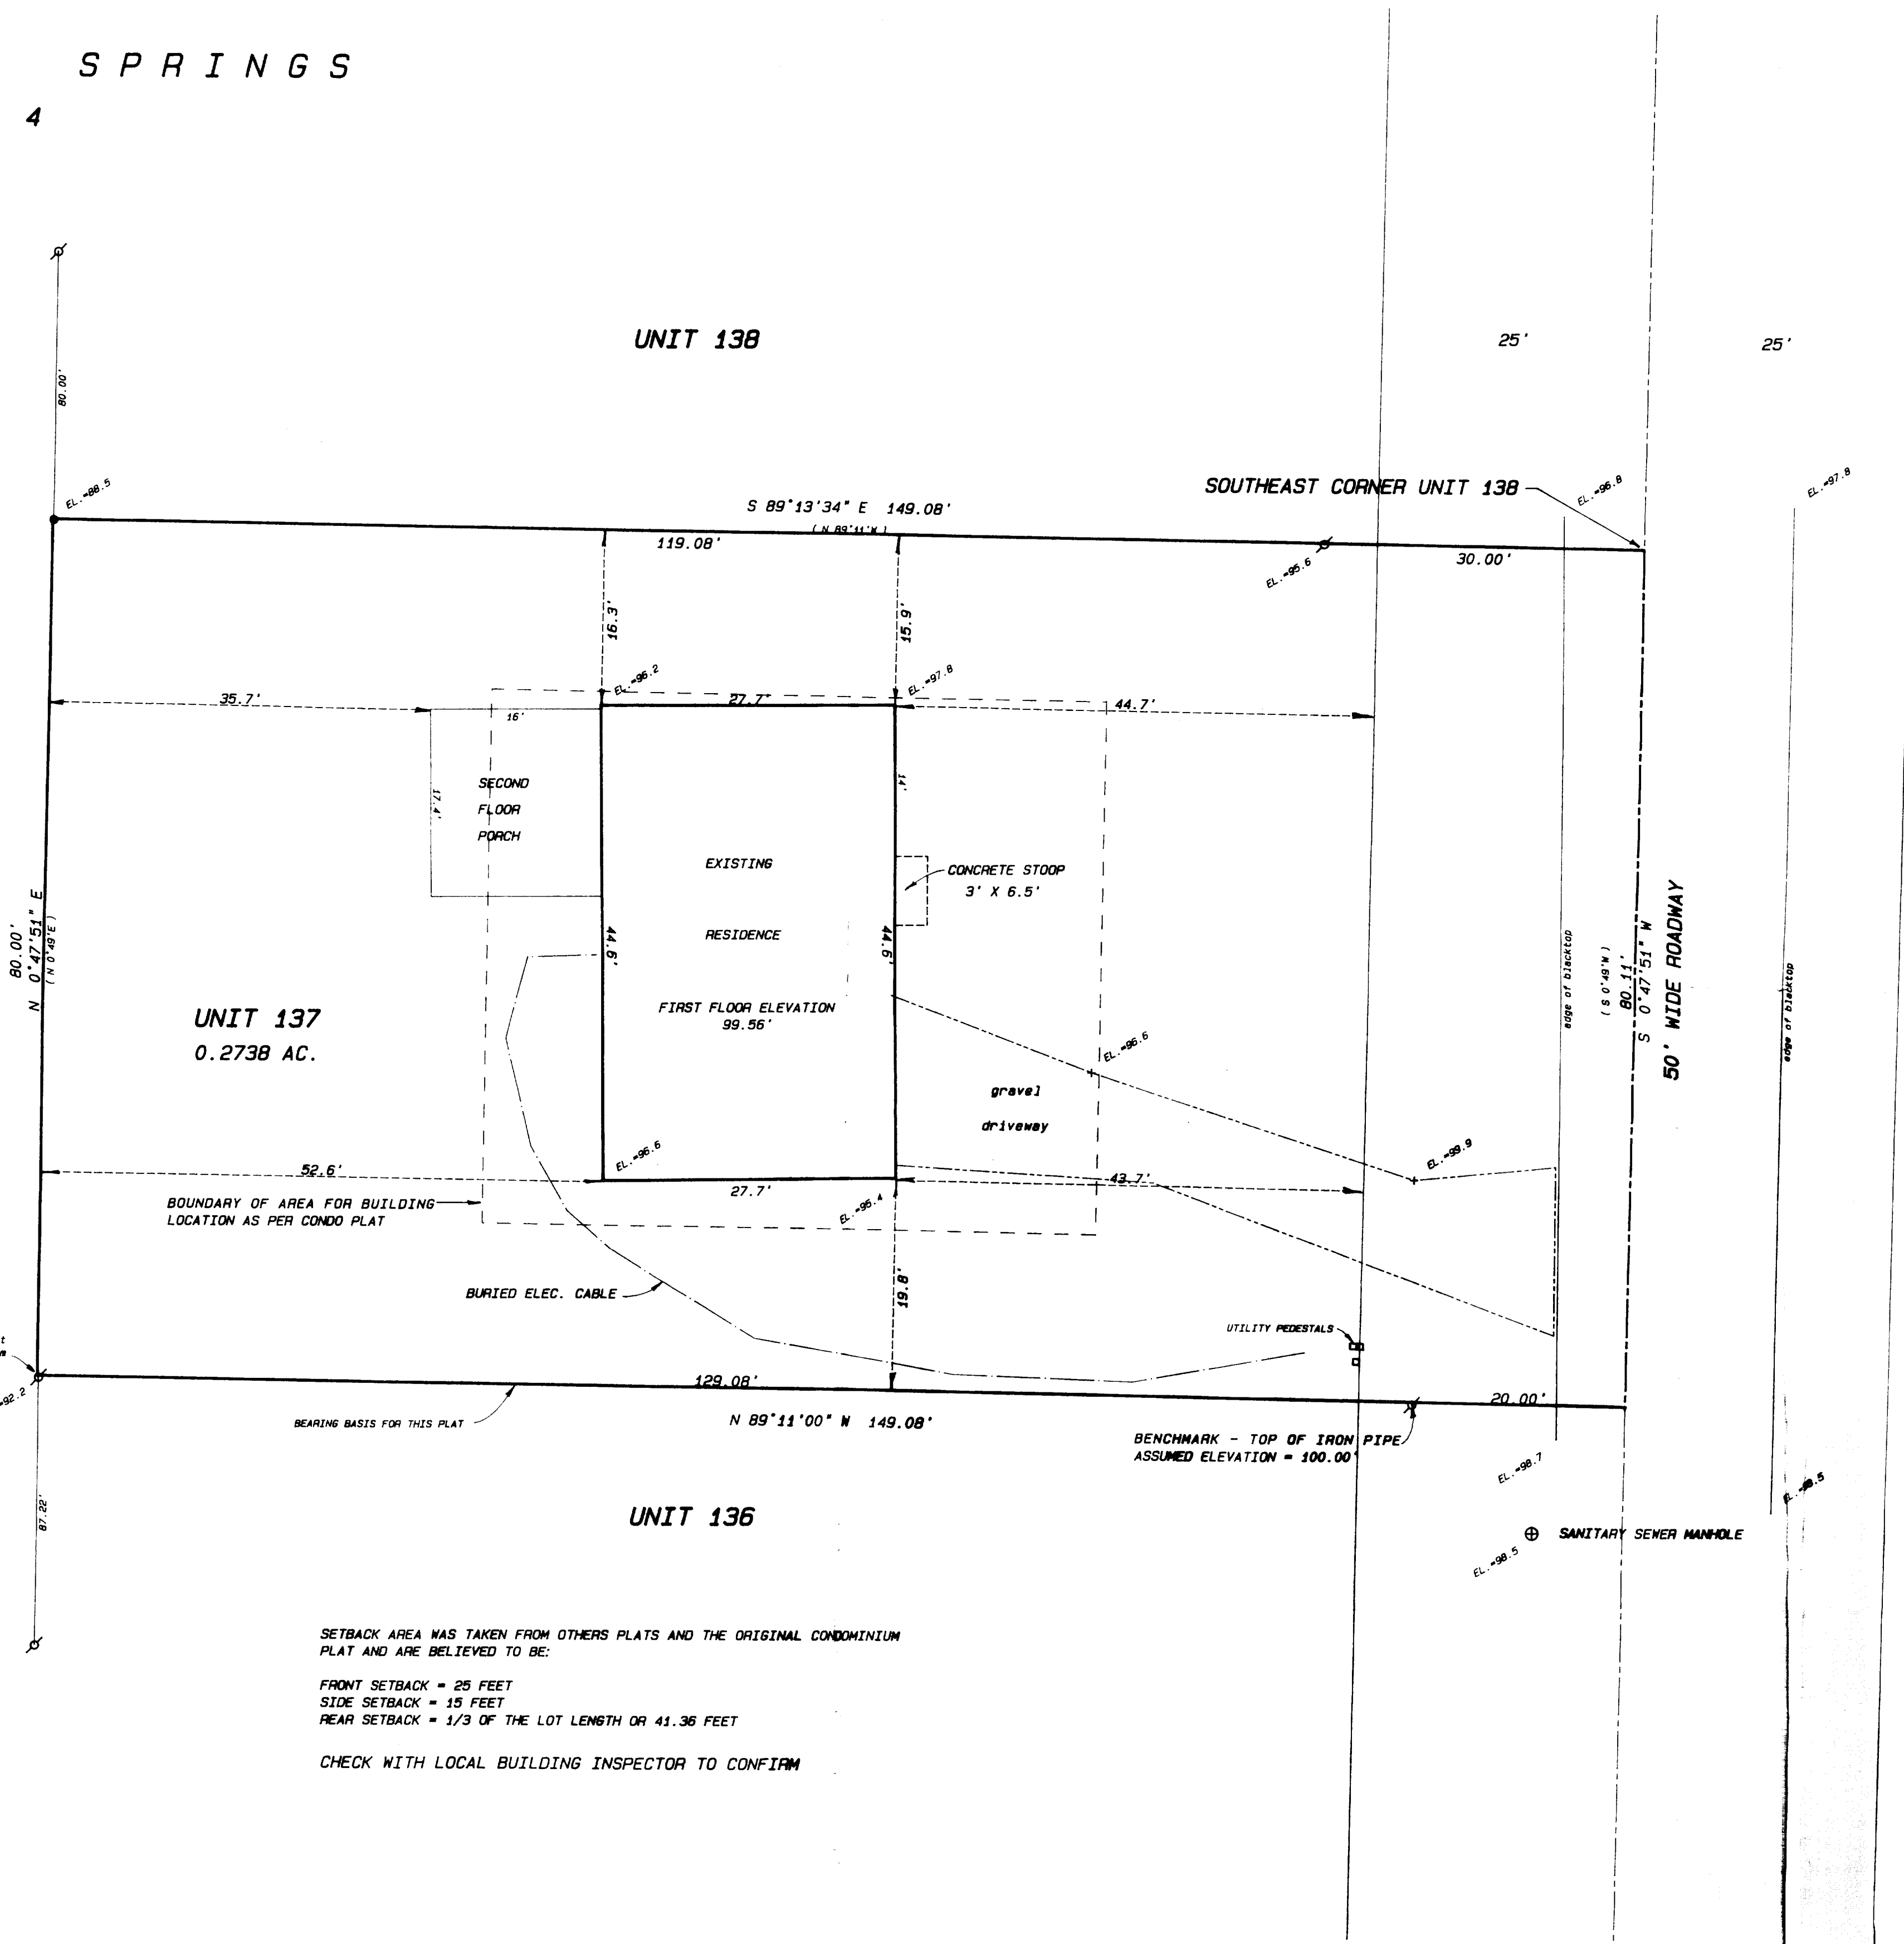 SPRINGS
4
80.00'
UNIT 138
25'
25'
EL.=88.5
S 89°13'34" E 149.08'
( N 89°11'W )
119.08'
SOUTHEAST CORNER UNIT 138
EL.=96.8
EL.=97.8
EL.=95.6
30.00'
16.3'
15.9'
EL.=96.2
EL.=97.8
35.7'
16'
27.7'
44.7'
SECOND
FLOOR
PORCH
17.4'
14'
EXISTING
RESIDENCE
FIRST FLOOR ELEVATION
99.56'
44.6'
44.6'
CONCRETE STOOP
3' X 6.5'
80.00'
N 0°47'51" E
( N 0°49'E )
UNIT 137
0.2738 AC.
edge of blacktop
( S 0°49'W )
80.11'
S 0°47'51" W
50' WIDE ROADWAY
edge of blacktop
EL.=96.6
gravel
driveway
EL.=99.9
52.6'
EL.=96.6
27.7'
43.7'
EL.=95.4
BOUNDARY OF AREA FOR BUILDING
LOCATION AS PER CONDO PLAT
BURIED ELEC. CABLE
19.8'
UTILITY PEDESTALS
=92.2
129.08'
20.00'
BEARING BASIS FOR THIS PLAT
N 89°11'00" W 149.08'
BENCHMARK - TOP OF IRON PIPE
ASSUMED ELEVATION = 100.00'
EL.=98.7
EL.=98.5
87.22'
UNIT 136
SANITARY SEWER MANHOLE
EL.=98.5
SETBACK AREA WAS TAKEN FROM OTHERS PLATS AND THE ORIGINAL CONDOMINIUM
PLAT AND ARE BELIEVED TO BE:
FRONT SETBACK = 25 FEET
SIDE SETBACK = 15 FEET
REAR SETBACK = 1/3 OF THE LOT LENGTH OR 41.36 FEET
CHECK WITH LOCAL BUILDING INSPECTOR TO CONFIRM